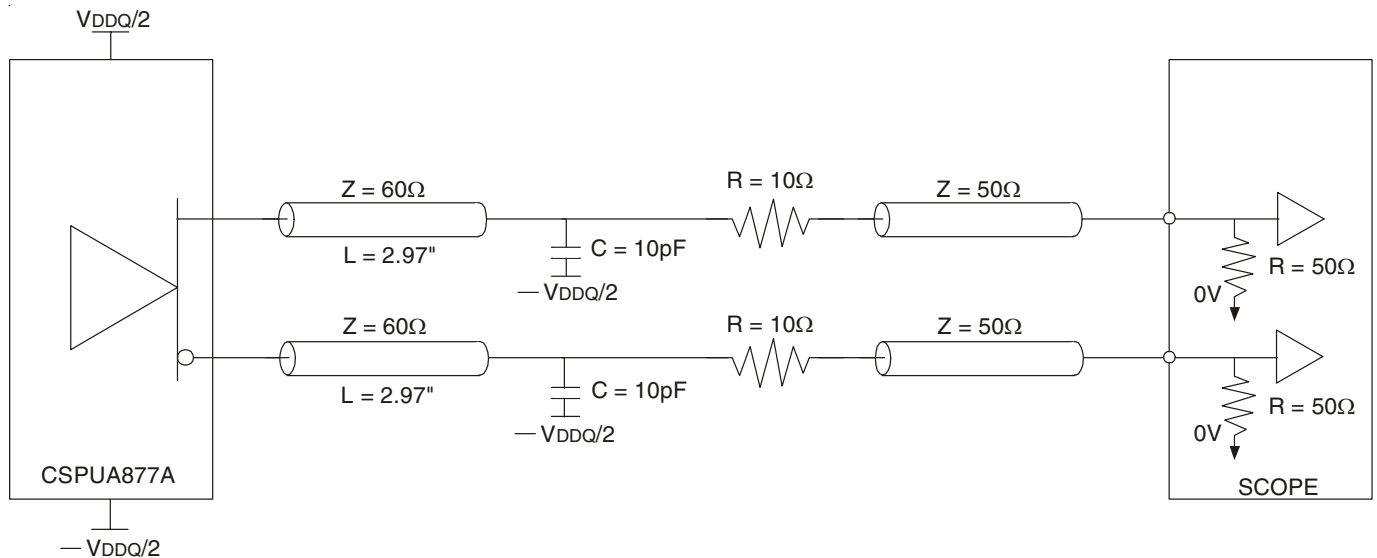 VDDQ/2
R = 10Ω
Z = 60Ω
Z = 50Ω
L = 2.97"
C = 10pF
R = 50Ω
— VDDQ/2
0V
R = 10Ω
Z = 60Ω
Z = 50Ω
L = 2.97"
C = 10pF
R = 50Ω
— VDDQ/2
0V
CSPUA877A
SCOPE
— VDDQ/2